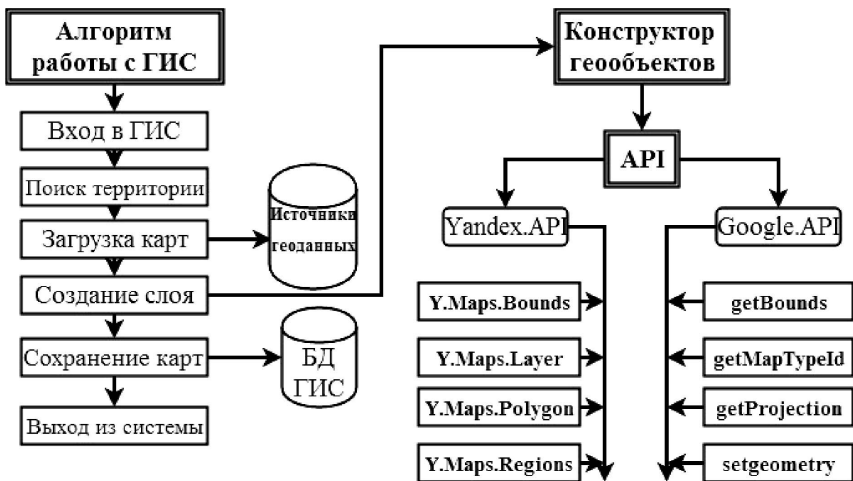 Алгоритм
работы с ГИС
Вход в ГИС
Поиск территории
Загрузка карт
Создание слоя
Сохранение карт
Выход из системы
Источники
геоданных
БД
ГИС
Конструктор
геообъектов
API
Yandex.API
Google.API
Y.Maps.Bounds
Y.Maps.Layer
Y.Maps.Polygon
Y.Maps.Regions
getBounds
getMapTypeId
getProjection
setgeometry